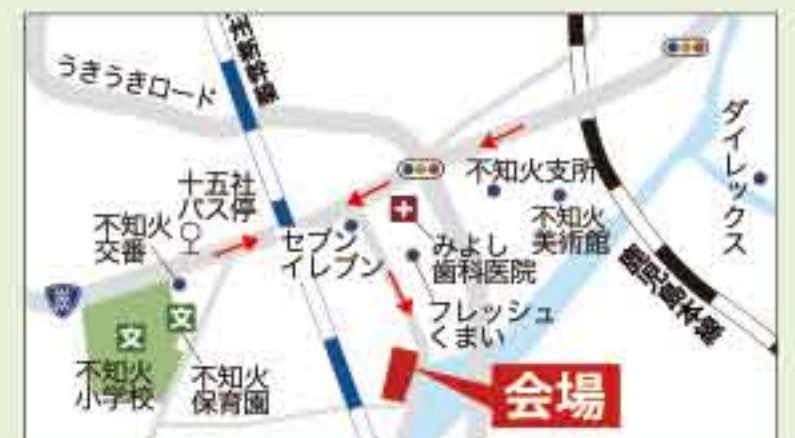 州新幹線
うきうきロード
ダイレックス
十五社
バス停
不知火支所
不知火
交番
不知火
美術館
セブン
イレブン
みよし
歯科医院
鹿児島本線
フレッシュ
くまい
文
文
不知火
小学校
不知火
保育園
会場